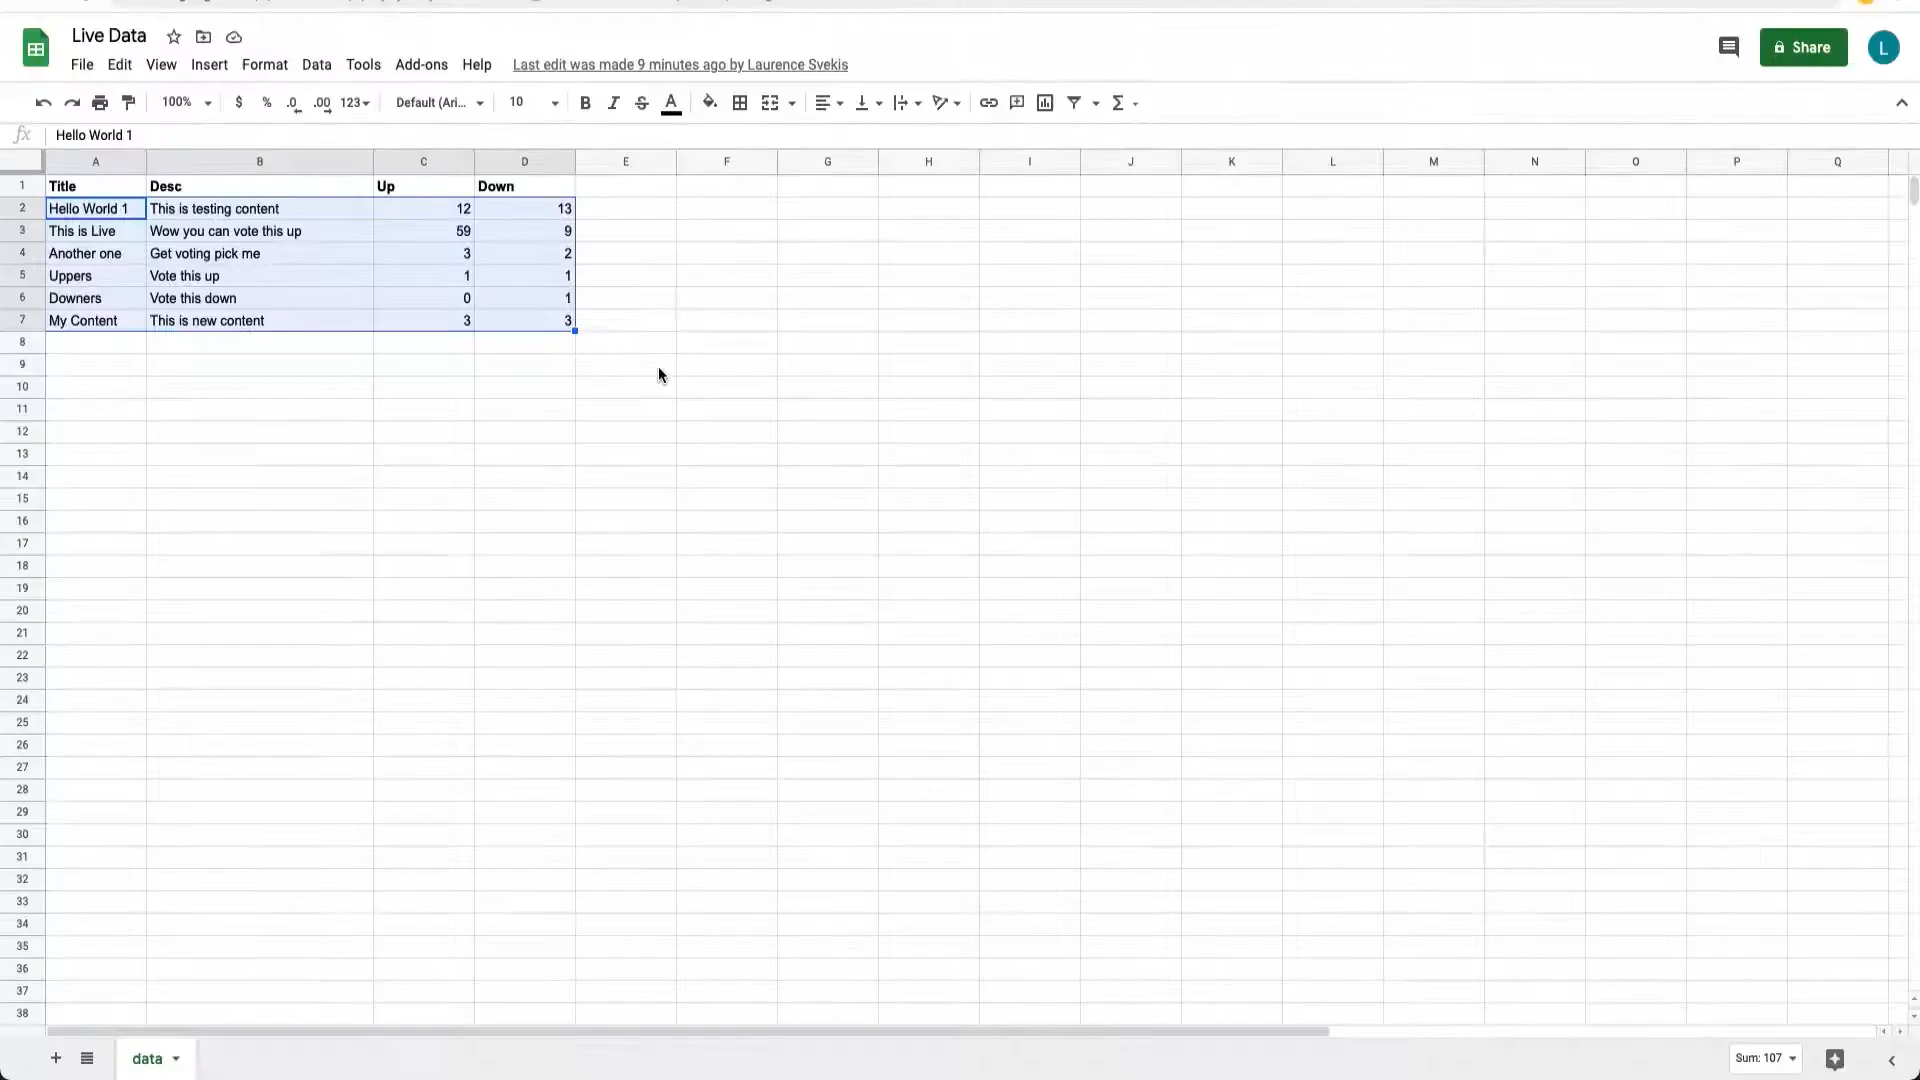 Live Data
File Edit View Insert Format Data Tools Add-ons Help Last edit was made 9 minutes ago by Laurence Svekis
Share
L
100% $ % .0 .00 123 Default (Ari... 10 B I S A Σ
fx Hello World 1
A B C D E F G H I J K L M N O P Q
1 Title Desc Up Down
2 Hello World 1 This is testing content 12 13
3 This is Live Wow you can vote this up 59 9
4 Another one Get voting pick me 3 2
5 Uppers Vote this up 1 1
6 Downers Vote this down 0 1
7 My Content This is new content 3 3
8
9
10
11
12
13
14
15
16
17
18
19
20
21
22
23
24
25
26
27
28
29
30
31
32
33
34
35
36
37
38
data
Sum: 107